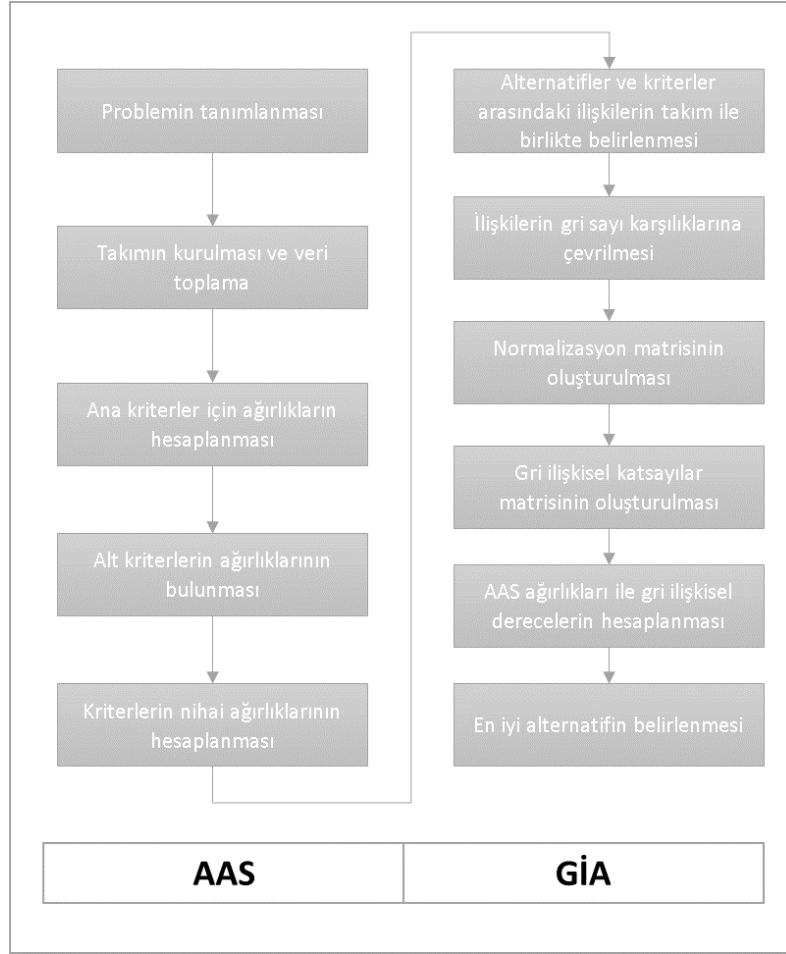 Problemin tanımlanması
Takımın kurulması ve veri
toplama
Ana kriterler için ağırlıkların
hesaplanması
Alt kriterlerin ağırlıklarının
bulunması
Kriterlerin nihai ağırlıklarının
hesaplanması
Alternatifler ve kriterler
arasındaki ilişkilerin takım ile
birlikte belirlenmesi
İlişkilerin gri sayı karşılıklarına
çevrilmesi
Normalizasyon matrisinin
oluşturulması
Gri ilişkisel katsayılar
matrisinin oluşturulması
AAS ağırlıkları ile gri ilişkisel
derecelerin hesaplanması
En iyi alternatifin belirlenmesi
AAS
GİA